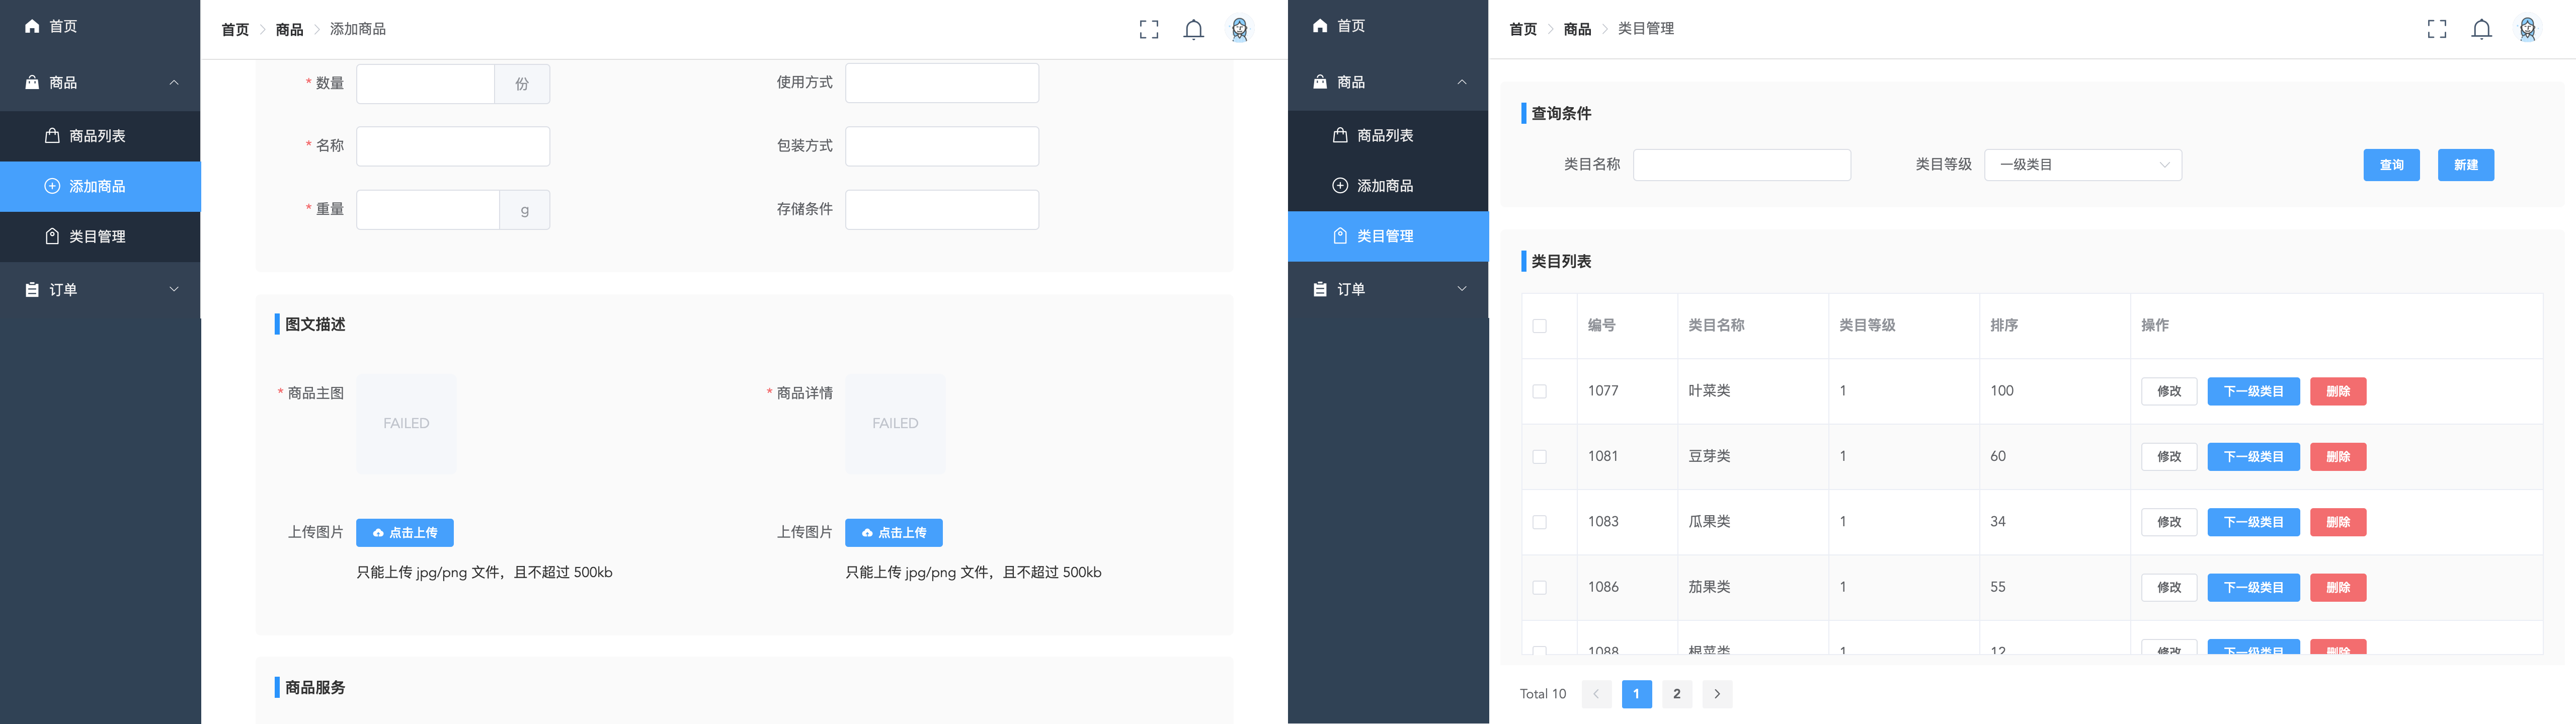 首页
商品
商品列表
添加商品
类目管理
订单
首页 商品 添加商品
* 数量 份 使用方式
* 名称 包装方式
* 重量 g 存储条件
图文描述
* 商品主图 FAILED * 商品详情 FAILED
上传图片 点击上传 上传图片 点击上传
只能上传 jpg/png 文件，且不超过 500kb 只能上传 jpg/png 文件，且不超过 500kb
商品服务
首页
商品
商品列表
添加商品
类目管理
订单
首页 商品 类目管理
查询条件
类目名称 类目等级 一级类目 查询 新建
类目列表
编号 类目名称 类目等级 排序 操作
1077 叶菜类 1 100 修改 下一级类目 删除
1081 豆芽类 1 60 修改 下一级类目 删除
1083 瓜果类 1 34 修改 下一级类目 删除
1086 茄果类 1 55 修改 下一级类目 删除
1088 根菜类 1 12 修改 下一级类目 删除
Total 10 1 2